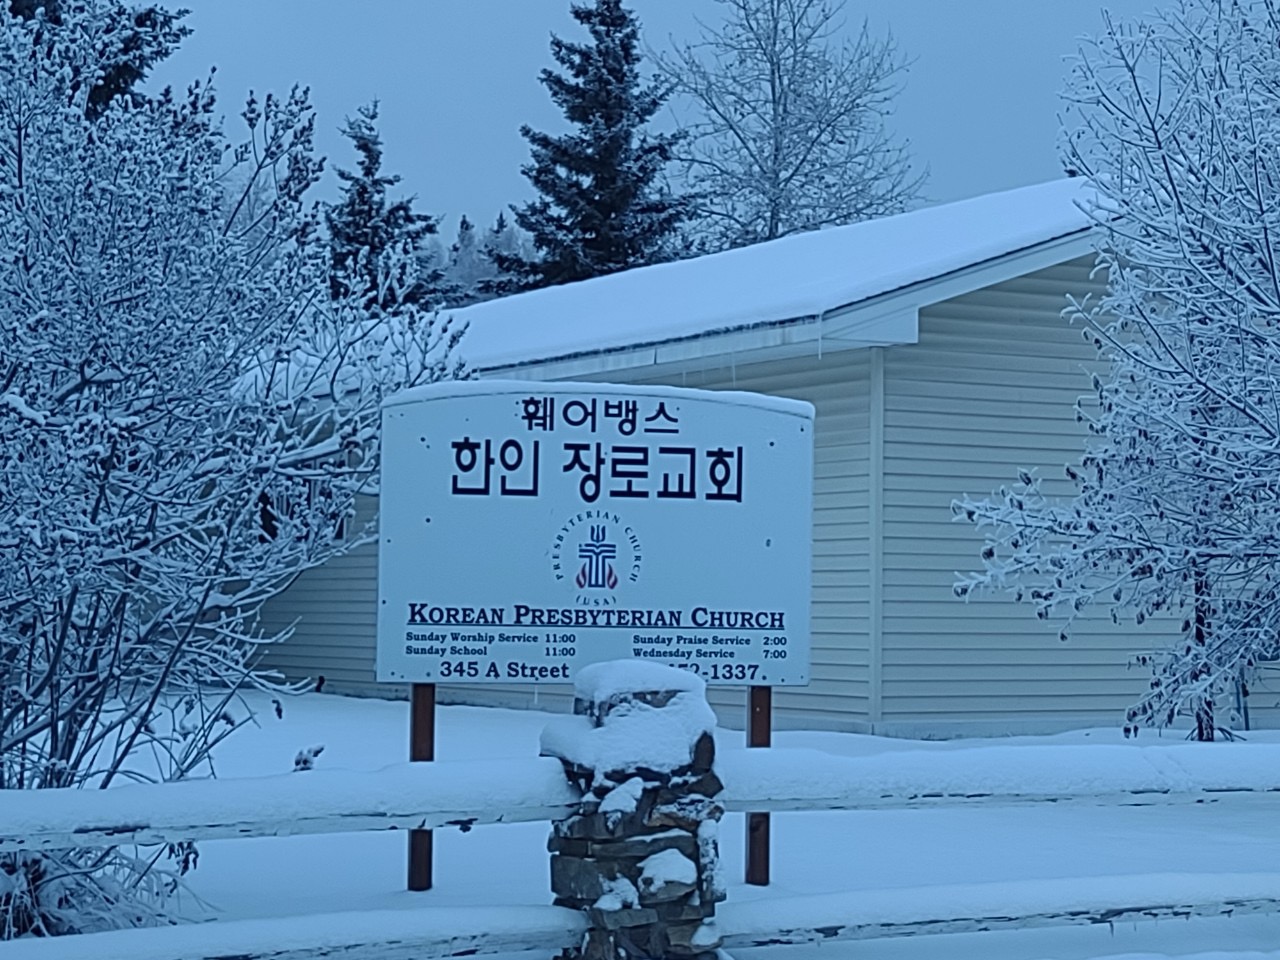 훼어뱅스
한인 장로교회
PRESBYTERIAN CHURCH
(USA)
KOREAN PRESBYTERIAN CHURCH
SUNDAY WORSHIP SERVICE 11:00 SUNDAY PRAISE SERVICE 2:00
SUNDAY SCHOOL 11:00 WEDNESDAY SERVICE 7:00
345 A Street -1337